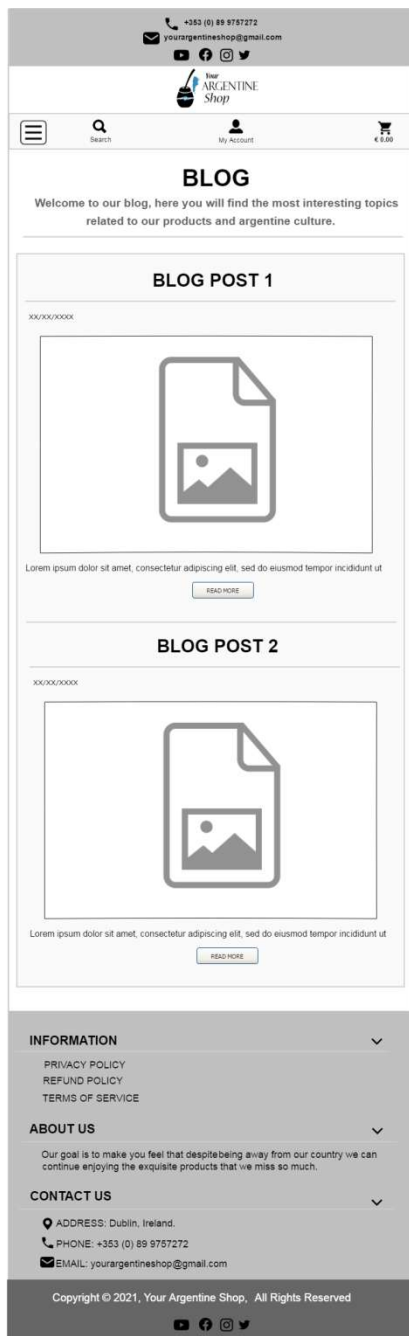 +353 (0) 89 9757272
yourargentineshop@gmail.com
Your
ARGENTINE
Shop
Search
My Account
€ 0.00
BLOG
Welcome to our blog, here you will find the most interesting topics
related to our products and argentine culture.
BLOG POST 1
XX/XX/XXXX
Lorem ipsum dolor sit amet, consectetur adipiscing elit, sed do eiusmod tempor incididunt ut
READ MORE
BLOG POST 2
XX/XX/XXXX
Lorem ipsum dolor sit amet, consectetur adipiscing elit, sed do eiusmod tempor incididunt ut
READ MORE
INFORMATION
PRIVACY POLICY
REFUND POLICY
TERMS OF SERVICE
ABOUT US
Our goal is to make you feel that despitebeing away from our country we can
continue enjoying the exquisite products that we miss so much.
CONTACT US
ADDRESS: Dublin, Ireland.
PHONE: +353 (0) 89 9757272
EMAIL: yourargentineshop@gmail.com
Copyright © 2021, Your Argentine Shop, All Rights Reserved